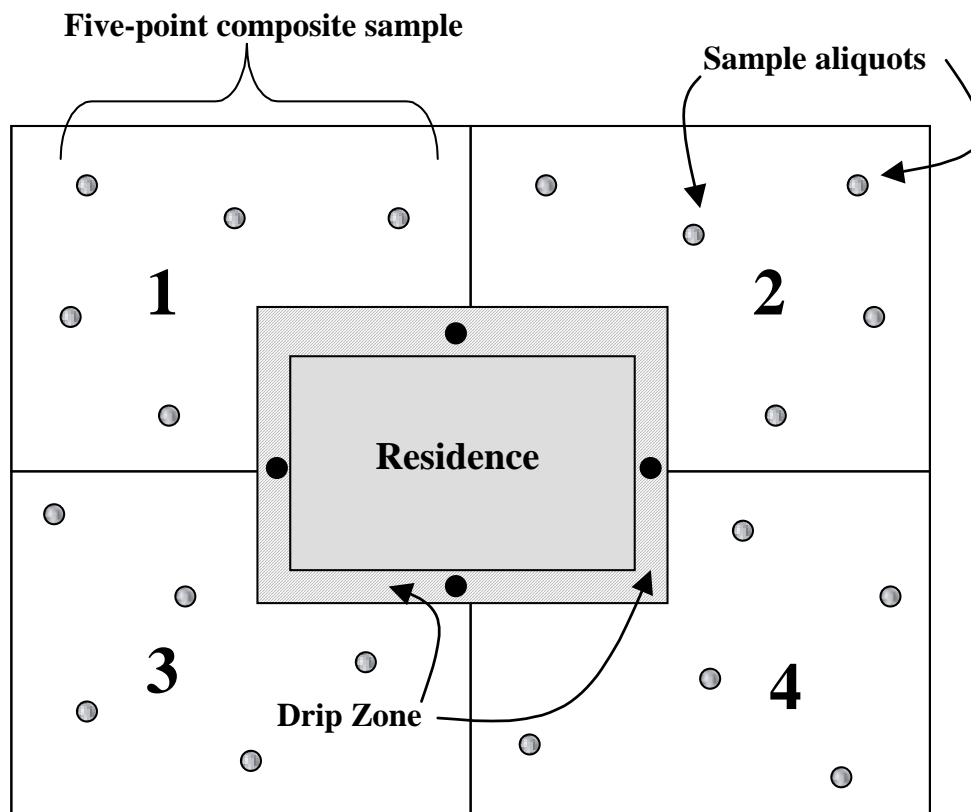 Five-point composite sample
Sample aliquots
1
2
Residence
3
4
Drip Zone